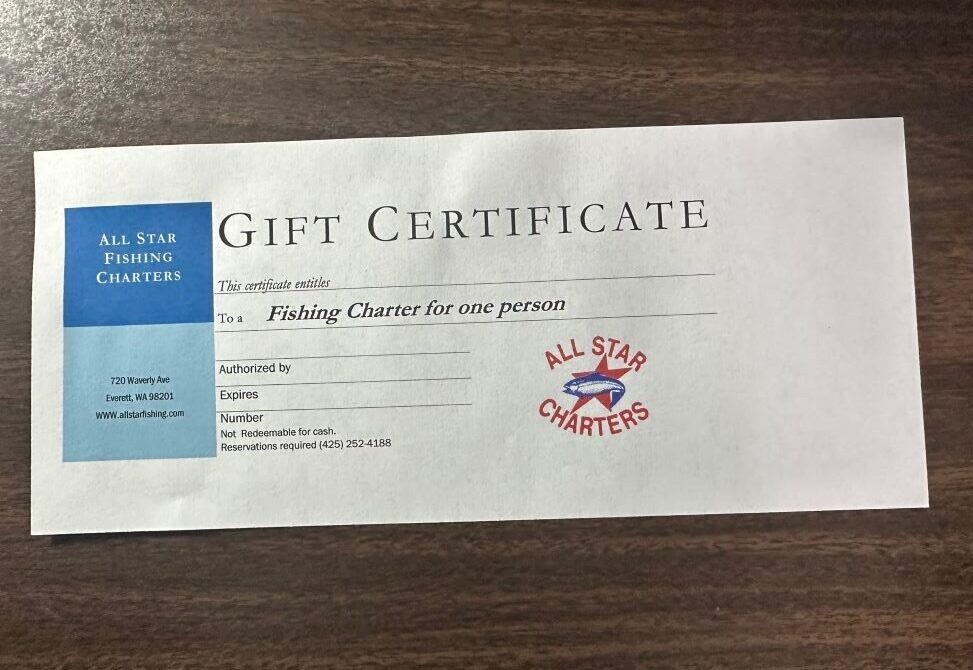 ALL STAR
FISHING
CHARTERS
720 Waverly Ave
Everett, WA 98201
WWW.allstarfishing.com
GIFT CERTIFICATE
This certificate entitles
To a Fishing Charter for one person
Authorized by
Expires
Number
Not Redeemable for cash.
Reservations required (425) 252-4188
ALL STAR
CHARTERS